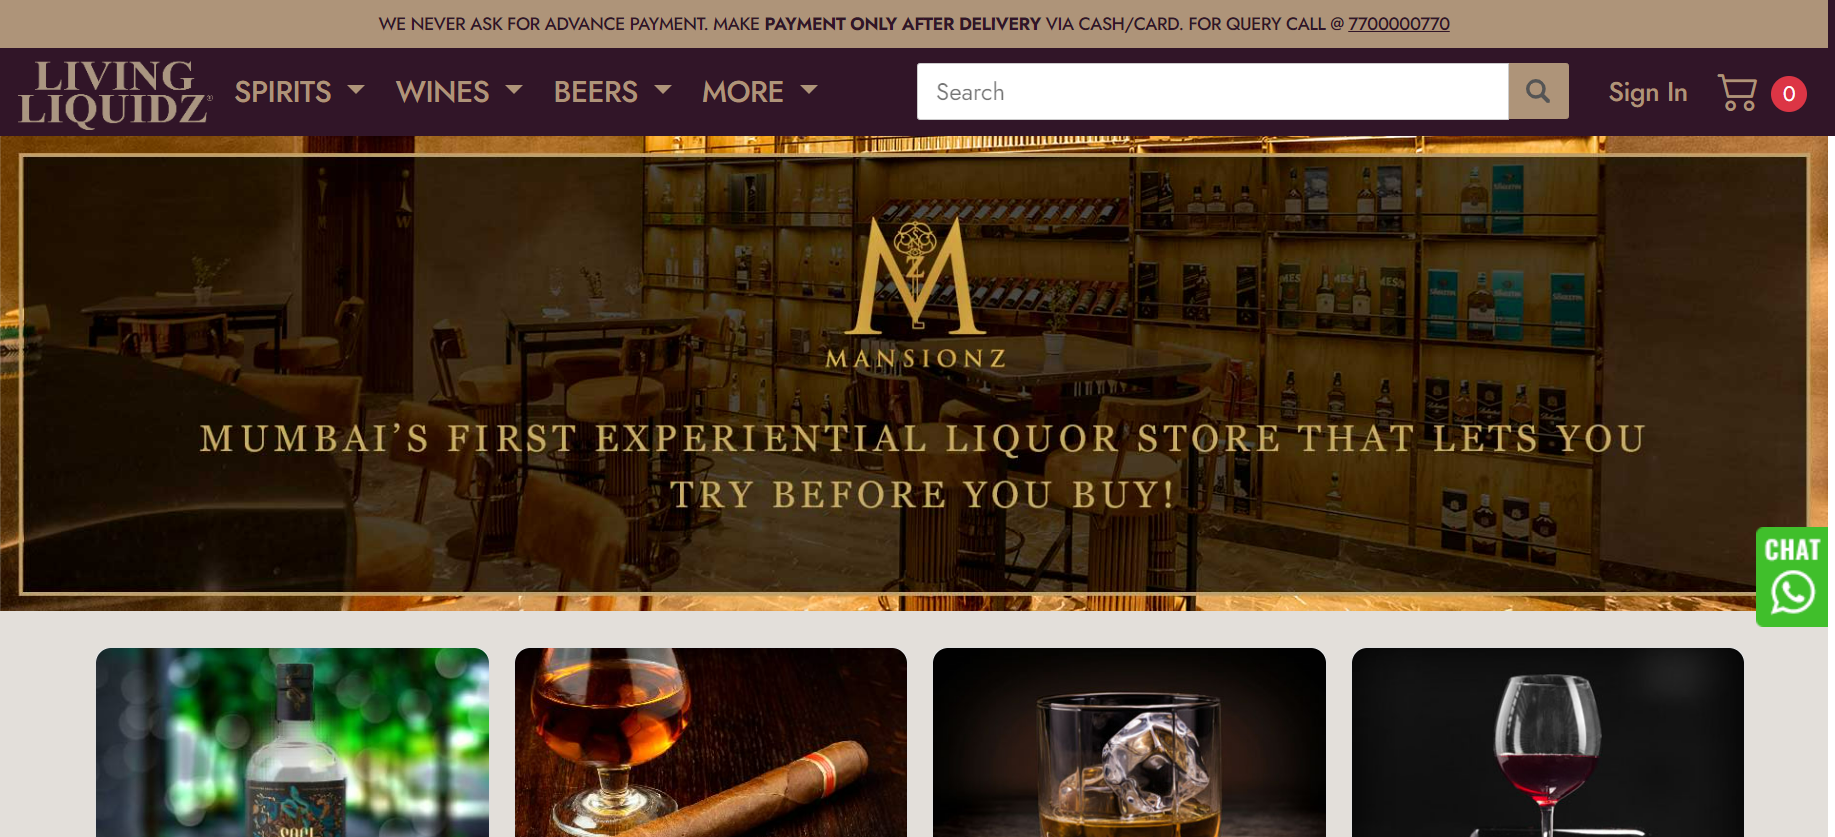 WE NEVER ASK FOR ADVANCE PAYMENT. MAKE PAYMENT ONLY AFTER DELIVERY VIA CASH/CARD. FOR QUERY CALL @ 7700000770
LIVING
LIQUIDZ®
SPIRITS
WINES
BEERS
MORE
Search
Sign In
0
M
Z
MANSIONZ
MUMBAI'S FIRST EXPERIENTIAL LIQUOR STORE THAT LETS YOU
TRY BEFORE YOU BUY!
CHAT